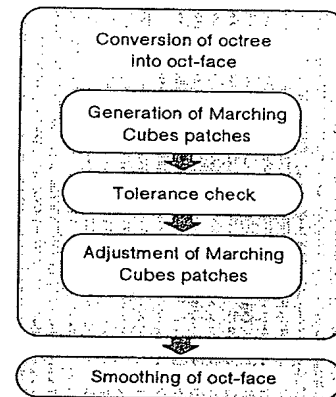 Conversion of octree
into oct-face
Generation of Marching
Cubes patches
Tolerance check
Adjustment of Marching
Cubes patches
Smoothing of oct-face